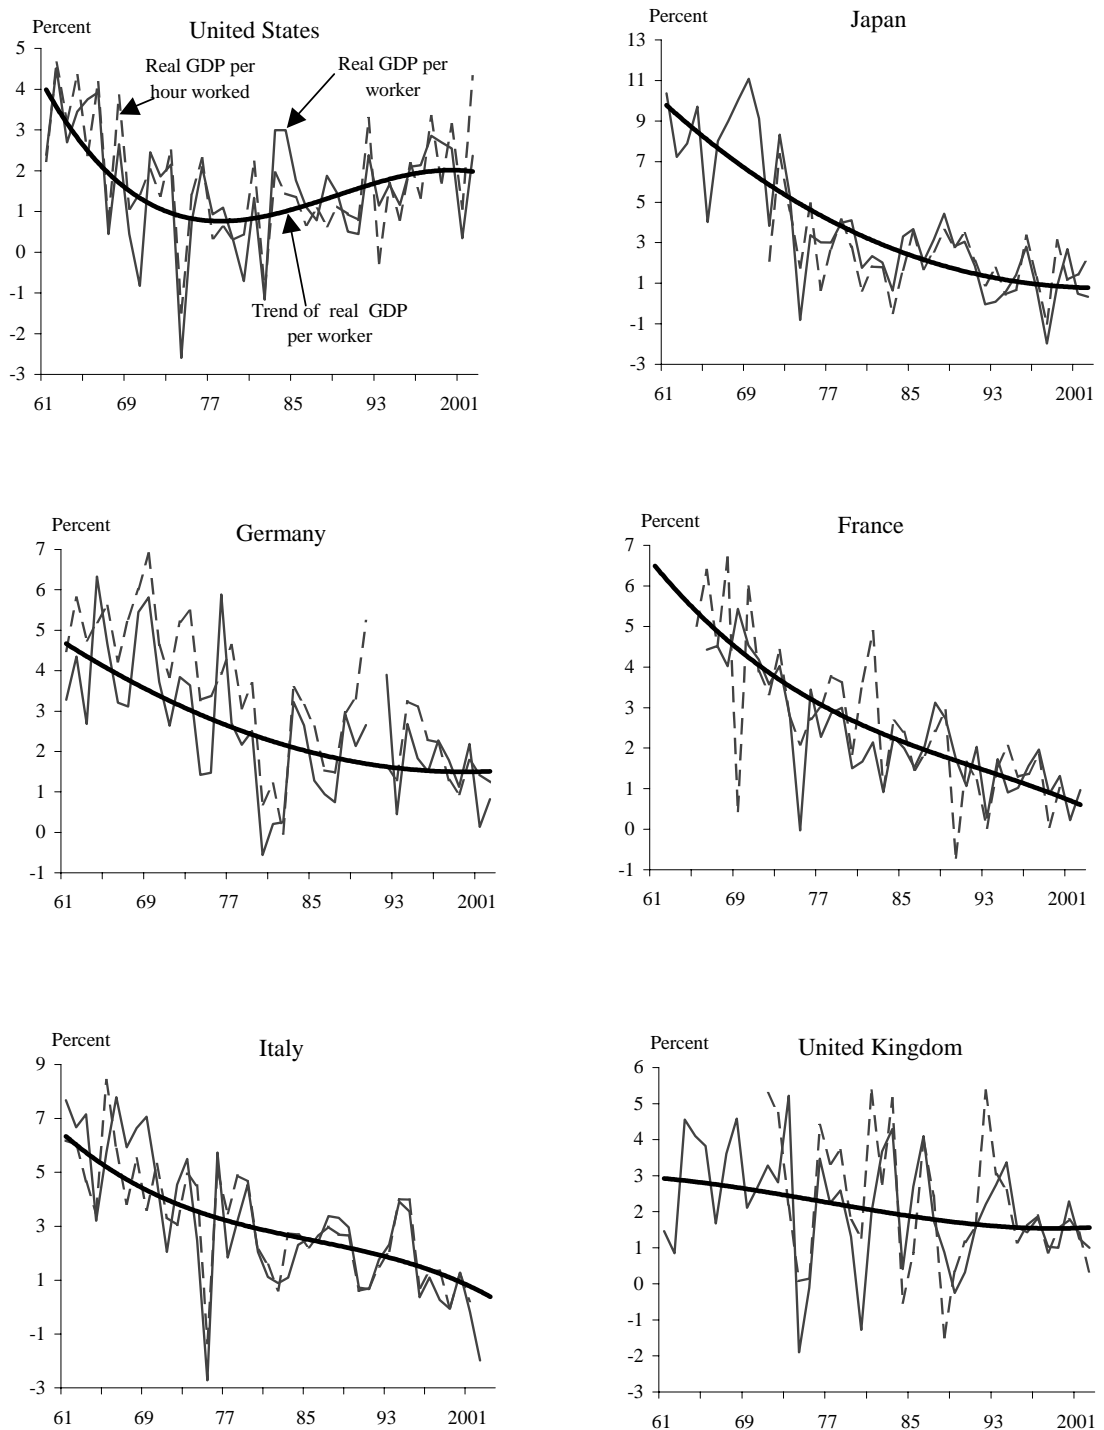 Percent
United States
5
4
3
2
1
0
-1
-2
-3
Real GDP per
hour worked
Real GDP per
worker
Trend of real GDP
per worker
61 69 77 85 93 2001
Japan
Percent
13
11
9
7
5
3
1
-1
-3
61 69 77 85 93 2001
Percent
Germany
7
6
5
4
3
2
1
0
-1
61 69 77 85 93 2001
Percent
France
7
6
5
4
3
2
1
0
-1
61 69 77 85 93 2001
Percent
Italy
9
7
5
3
1
-1
-3
61 69 77 85 93 2001
Percent
United Kingdom
6
5
4
3
2
1
0
-1
-2
-3
61 69 77 85 93 2001